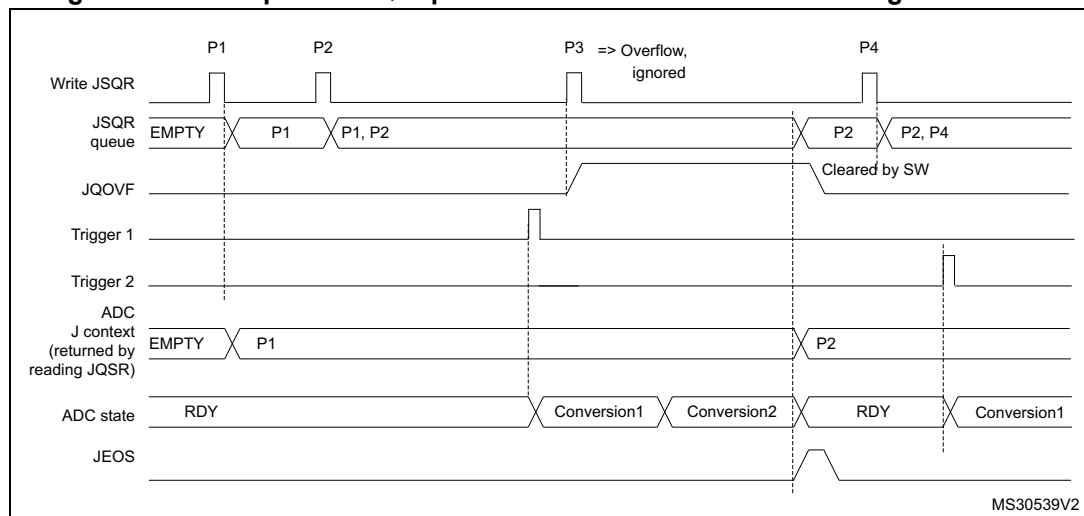 P1 P2 P3 => Overflow, P4
ignored
Write JSQR
JSQR
queue
EMPTY P1 P1, P2 P2 P2, P4
Cleared by SW
JQOVF
Trigger 1
Trigger 2
ADC
J context
(returned by
reading JQSR)
EMPTY P1 P2
ADC state RDY Conversion1 Conversion2 RDY Conversion1
JEOS
MS30539V2